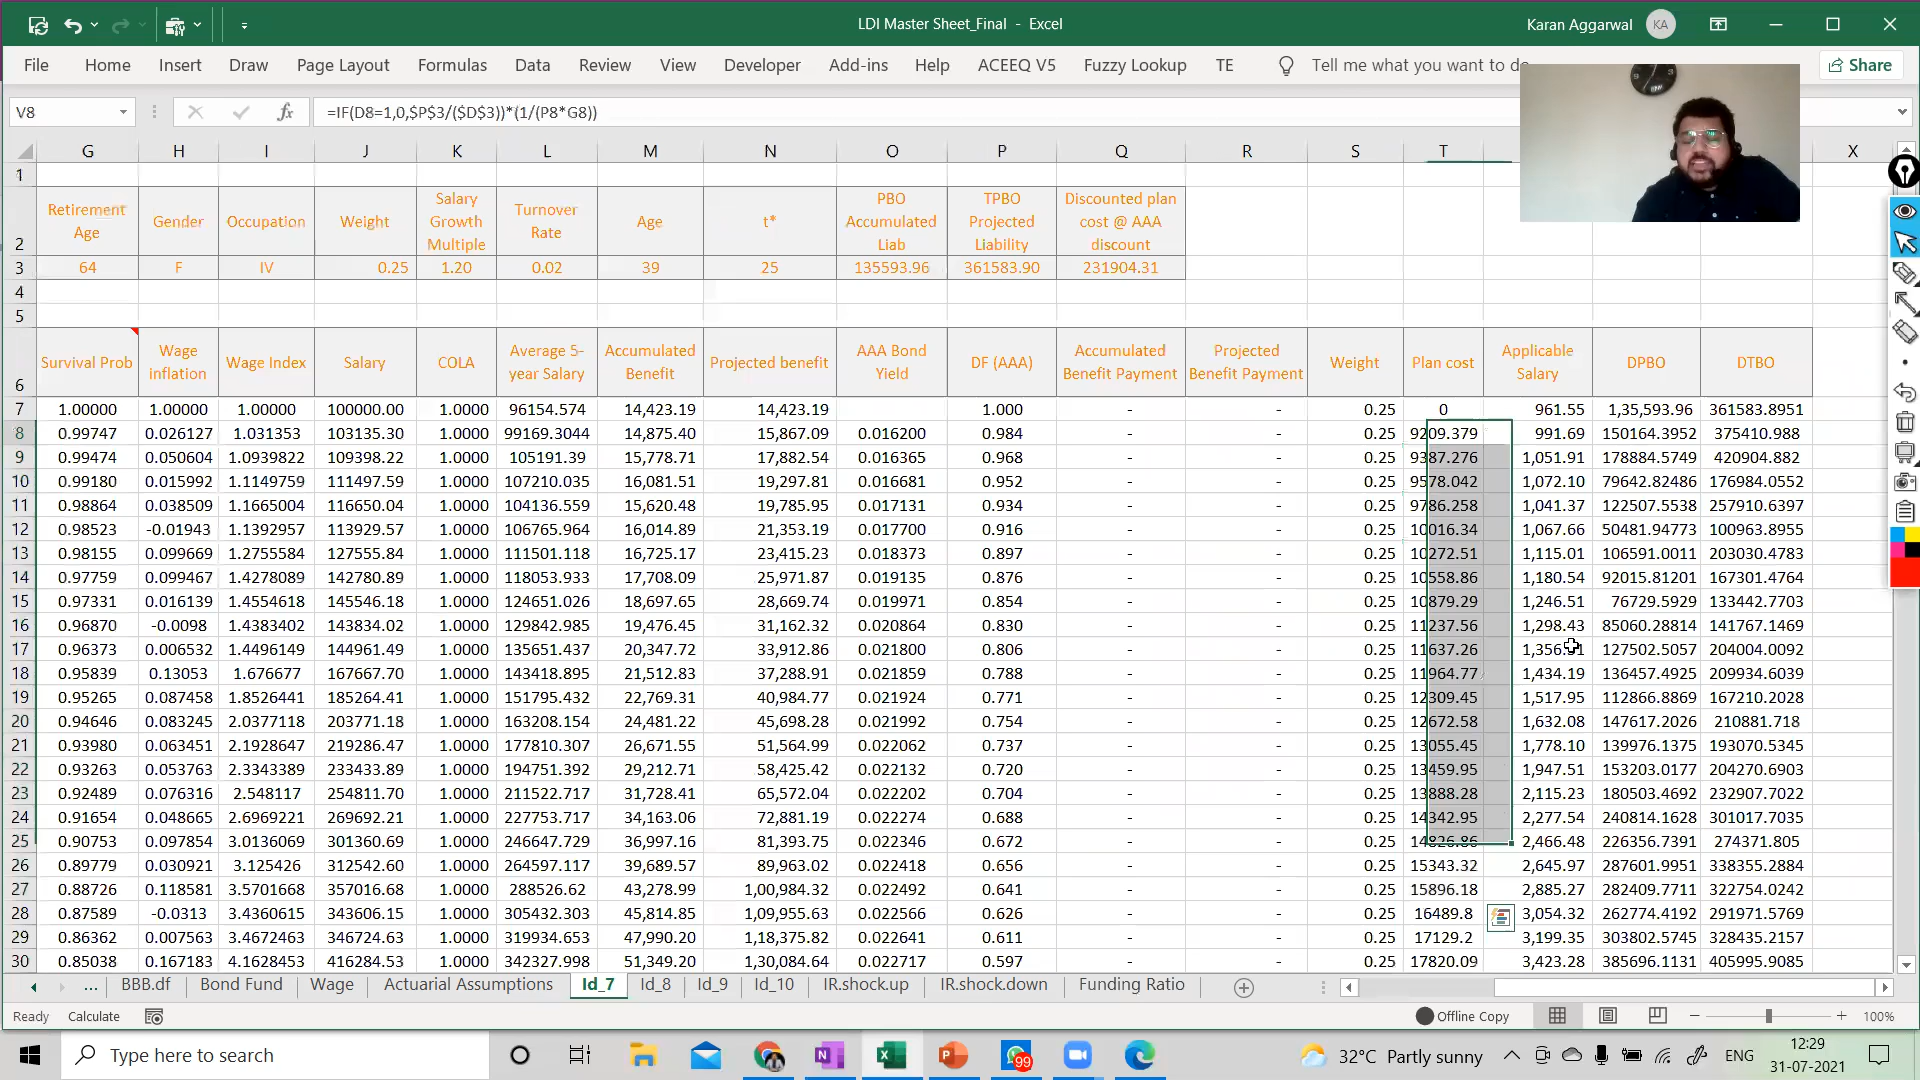 LDI Master Sheet_Final - Excel
Karan Aggarwal KA
File Home Insert Draw Page Layout Formulas Data Review View Developer Add-ins Help ACEEQ V5 Fuzzy Lookup TE Tell me what you want to do Share
V8 fx =IF(D8=1,0,$P$3/($D$3))*(1/(P8*G8))
G H I J K L M N O P Q R S T X
1
2 Retirement Age Gender Occupation Weight Salary Growth Multiple Turnover Rate Age t* PBO Accumulated Liab TPBO Projected Liability Discounted plan cost @ AAA discount
3 64 F IV 0.25 1.20 0.02 39 25 135593.96 361583.90 231904.31
4
5
6 Survival Prob Wage inflation Wage Index Salary COLA Average 5-year Salary Accumulated Benefit Projected benefit AAA Bond Yield DF (AAA) Accumulated Benefit Payment Projected Benefit Payment Weight Plan cost Applicable Salary DPBO DTBO
7 1.00000 1.00000 1.00000 100000.00 1.0000 96154.574 14,423.19 14,423.19 1.000 - - 0.25 0 961.55 1,35,593.96 361583.8951
8 0.99747 0.026127 1.031353 103135.30 1.0000 99169.3044 14,875.40 15,867.09 0.016200 0.984 - - 0.25 9209.379 991.69 150164.3952 375410.988
9 0.99474 0.050604 1.0939822 109398.22 1.0000 105191.39 15,778.71 17,882.54 0.016365 0.968 - - 0.25 9387.276 1,051.91 178884.5749 420904.882
10 0.99180 0.015992 1.1149759 111497.59 1.0000 107210.035 16,081.51 19,297.81 0.016681 0.952 - - 0.25 9578.042 1,072.10 79642.82486 176984.0552
11 0.98864 0.038509 1.1665004 116650.04 1.0000 104136.559 15,620.48 19,785.95 0.017131 0.934 - - 0.25 9786.258 1,041.37 122507.5538 257910.6397
12 0.98523 -0.01943 1.1392957 113929.57 1.0000 106765.964 16,014.89 21,353.19 0.017700 0.916 - - 0.25 10016.34 1,067.66 50481.94773 100963.8955
13 0.98155 0.099669 1.2755584 127555.84 1.0000 111501.118 16,725.17 23,415.23 0.018373 0.897 - - 0.25 10272.51 1,115.01 106591.0011 203030.4783
14 0.97759 0.099467 1.4278089 142780.89 1.0000 118053.933 17,708.09 25,971.87 0.019135 0.876 - - 0.25 10558.86 1,180.54 92015.81201 167301.4764
15 0.97331 0.016139 1.4554618 145546.18 1.0000 124651.026 18,697.65 28,669.74 0.019971 0.854 - - 0.25 10879.29 1,246.51 76729.5929 133442.7703
16 0.96870 -0.0098 1.4383402 143834.02 1.0000 129842.985 19,476.45 31,162.32 0.020864 0.830 - - 0.25 11237.56 1,298.43 85060.28814 141767.1469
17 0.96373 0.006532 1.4496149 144961.49 1.0000 135651.437 20,347.72 33,912.86 0.021800 0.806 - - 0.25 11637.26 127502.5057 204004.0092
18 0.95839 0.13053 1.676677 167667.70 1.0000 143418.895 21,512.83 37,288.91 0.021859 0.788 - - 0.25 11964.77 1,434.19 136457.4925 209934.6039
19 0.95265 0.087458 1.8526441 185264.41 1.0000 151795.432 22,769.31 40,984.77 0.021924 0.771 - - 0.25 12309.45 1,517.95 112866.8869 167210.2028
20 0.94646 0.083245 2.0377118 203771.18 1.0000 163208.154 24,481.22 45,698.28 0.021992 0.754 - - 0.25 12672.58 1,632.08 147617.2026 210881.718
21 0.93980 0.063451 2.1928647 219286.47 1.0000 177810.307 26,671.55 51,564.99 0.022062 0.737 - - 0.25 13055.45 1,778.10 139976.1375 193070.5345
22 0.93263 0.053763 2.3343389 233433.89 1.0000 194751.392 29,212.71 58,425.42 0.022132 0.720 - - 0.25 13459.95 1,947.51 153203.0177 204270.6903
23 0.92489 0.076316 2.548117 254811.70 1.0000 211522.717 31,728.41 65,572.04 0.022202 0.704 - - 0.25 13888.28 2,115.23 180503.4692 232907.7022
24 0.91654 0.048665 2.6969221 269692.21 1.0000 227753.717 34,163.06 72,881.19 0.022274 0.688 - - 0.25 14342.95 2,277.54 240814.1628 301017.7035
25 0.90753 0.097854 3.0136069 301360.69 1.0000 246647.729 36,997.16 81,393.75 0.022346 0.672 - - 0.25 14826.86 2,466.48 226356.7391 274371.805
26 0.89779 0.030921 3.125426 312542.60 1.0000 264597.117 39,689.57 89,963.02 0.022418 0.656 - - 0.25 15343.32 2,645.97 287601.9951 338355.2884
27 0.88726 0.118581 3.5701668 357016.68 1.0000 288526.62 43,278.99 1,00,984.32 0.022492 0.641 - - 0.25 15896.18 2,885.27 282409.7711 322754.0242
28 0.87589 -0.0313 3.4360615 343606.15 1.0000 305432.303 45,814.85 1,09,955.63 0.022566 0.626 - - 0.25 16489.8 3,054.32 262774.4192 291971.5769
29 0.86362 0.007563 3.4672463 346724.63 1.0000 319934.653 47,990.20 1,18,375.82 0.022641 0.611 - - 0.25 17129.2 3,199.35 303802.5745 328435.2157
30 0.85038 0.167183 4.1628453 416284.53 1.0000 342327.998 51,349.20 1,30,084.64 0.022717 0.597 - - 0.25 17820.09 3,423.28 385696.1131 405995.9085
... BBB.df Bond Fund Wage Actuarial Assumptions Id_7 Id_8 Id_9 Id_10 IR.shock.up IR.shock.down Funding Ratio
Ready Calculate Offline Copy 100%
Type here to search 99 32°C Partly sunny ENG 12:29
31-07-2021